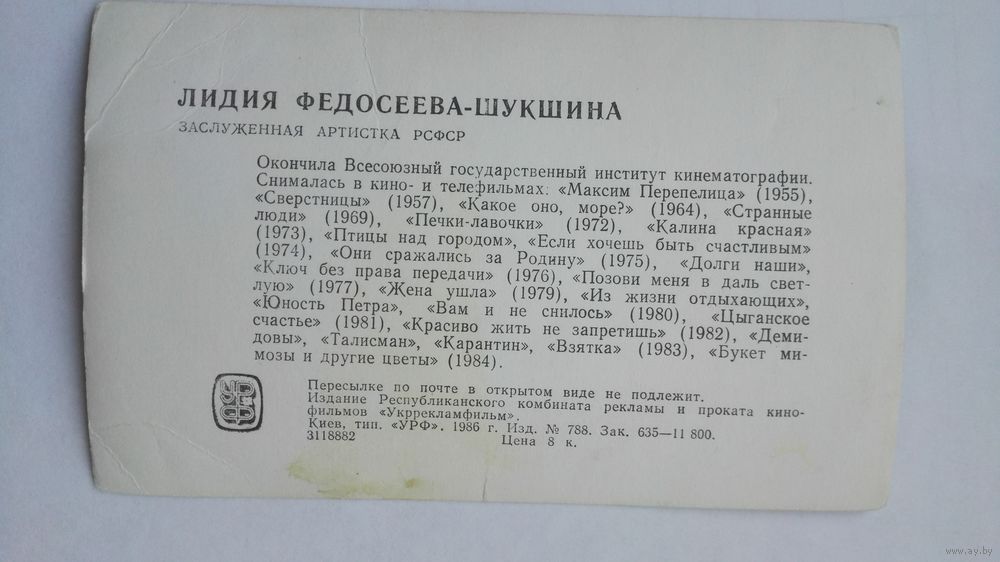 ЛИДИЯ ФЕДОСЕЕВА-ШУКШИНА
ЗАСЛУЖЕННАЯ АРТИСТКА РСФСР
Окончила Всесоюзный государственный институт кинематографии.
Снималась в кино- и телефильмах: «Максим Перепелица» (1955),
«Сверстницы» (1957), «Какое оно, море?» (1964), «Странные
люди» (1969), «Печки-лавочки» (1972), «Калина красная»
(1973), «Птицы над городом», «Если хочешь быть счастливым»
(1974), «Они сражались за Родину» (1975), «Долги наши»,
«Ключ без права передачи» (1976), «Позови меня в даль свет-
лую» (1977), «Жена ушла» (1979), «Из жизни отдыхающих»,
«Юность Петра», «Вам и не снилось» (1980), «Цыганское
счастье» (1981), «Красиво жить не запретишь» (1982), «Деми-
довы», «Талисман», «Карантин», «Взятка» (1983), «Букет ми-
мозы и другие цветы» (1984).
Пересылке по почте в открытом виде не подлежит.
Издание Республиканского комбината рекламы и проката кино-
фильмов «Укррекламфильм».
Киев, тип. «УРФ». 1986 г. Изд. № 788. Зак. 635—11 800.
3118882 Цена 8 к.
www.ay.by